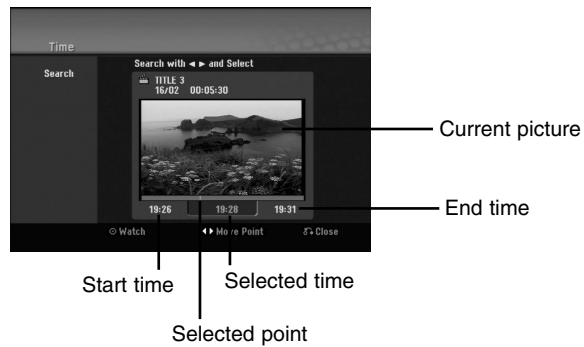 Time
Search
Search with ◄ ► and Select
TITLE 3
16/02 00:05:30
Current picture
19:26 19:28 19:31
End time
Watch Move Point Close
Start time
Selected time
Selected point